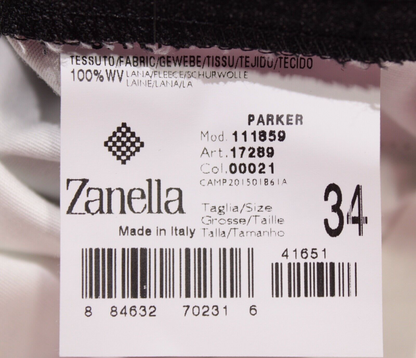 TESSUTO/FABRIC/GEWEBE/TISSU/TEJIDO/TECIDO
100%WV LANA/FLEECE/SCHURWOLLE
LAINE/LANA/LA
PARKER
Mod. 111859
Art. 17289
Col. 00021
CAMP201501861A
Zanella
Made in Italy
Taglia/Size
Grosse/Taille
Talla/Tamanho
34
41651
8 84632 70231 6